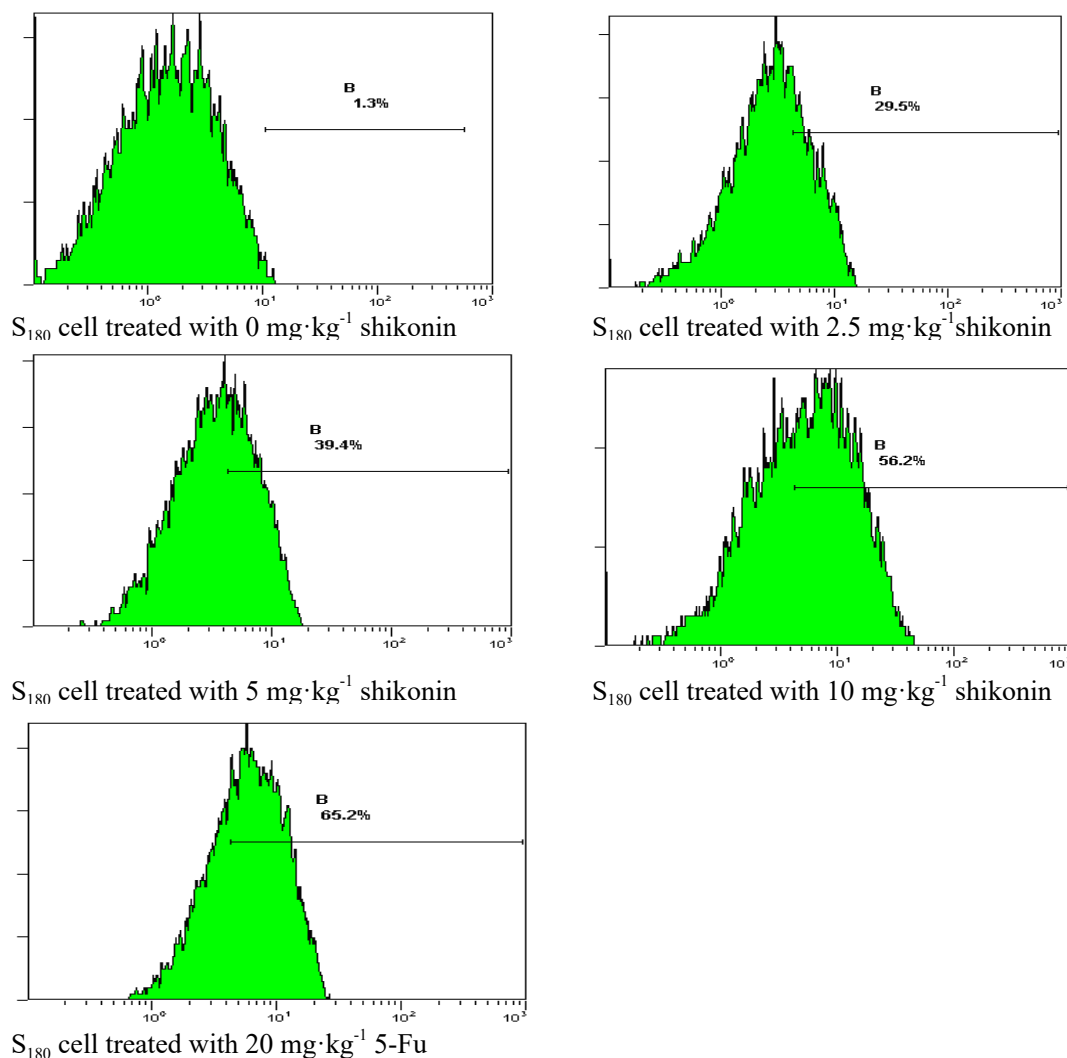 B
1.3%
10⁰ 10¹ 10² 10³
S₁₈₀ cell treated with 0 mg·kg⁻¹ shikonin
B
29.5%
10⁰ 10¹ 10² 10³
S₁₈₀ cell treated with 2.5 mg·kg⁻¹shikonin
B
39.4%
10⁰ 10¹ 10² 10³
S₁₈₀ cell treated with 5 mg·kg⁻¹ shikonin
B
56.2%
10⁰ 10¹ 10²
S₁₈₀ cell treated with 10 mg·kg⁻¹ shikonin
B
65.2%
10⁰ 10¹ 10² 10³
S₁₈₀ cell treated with 20 mg·kg⁻¹ 5-Fu